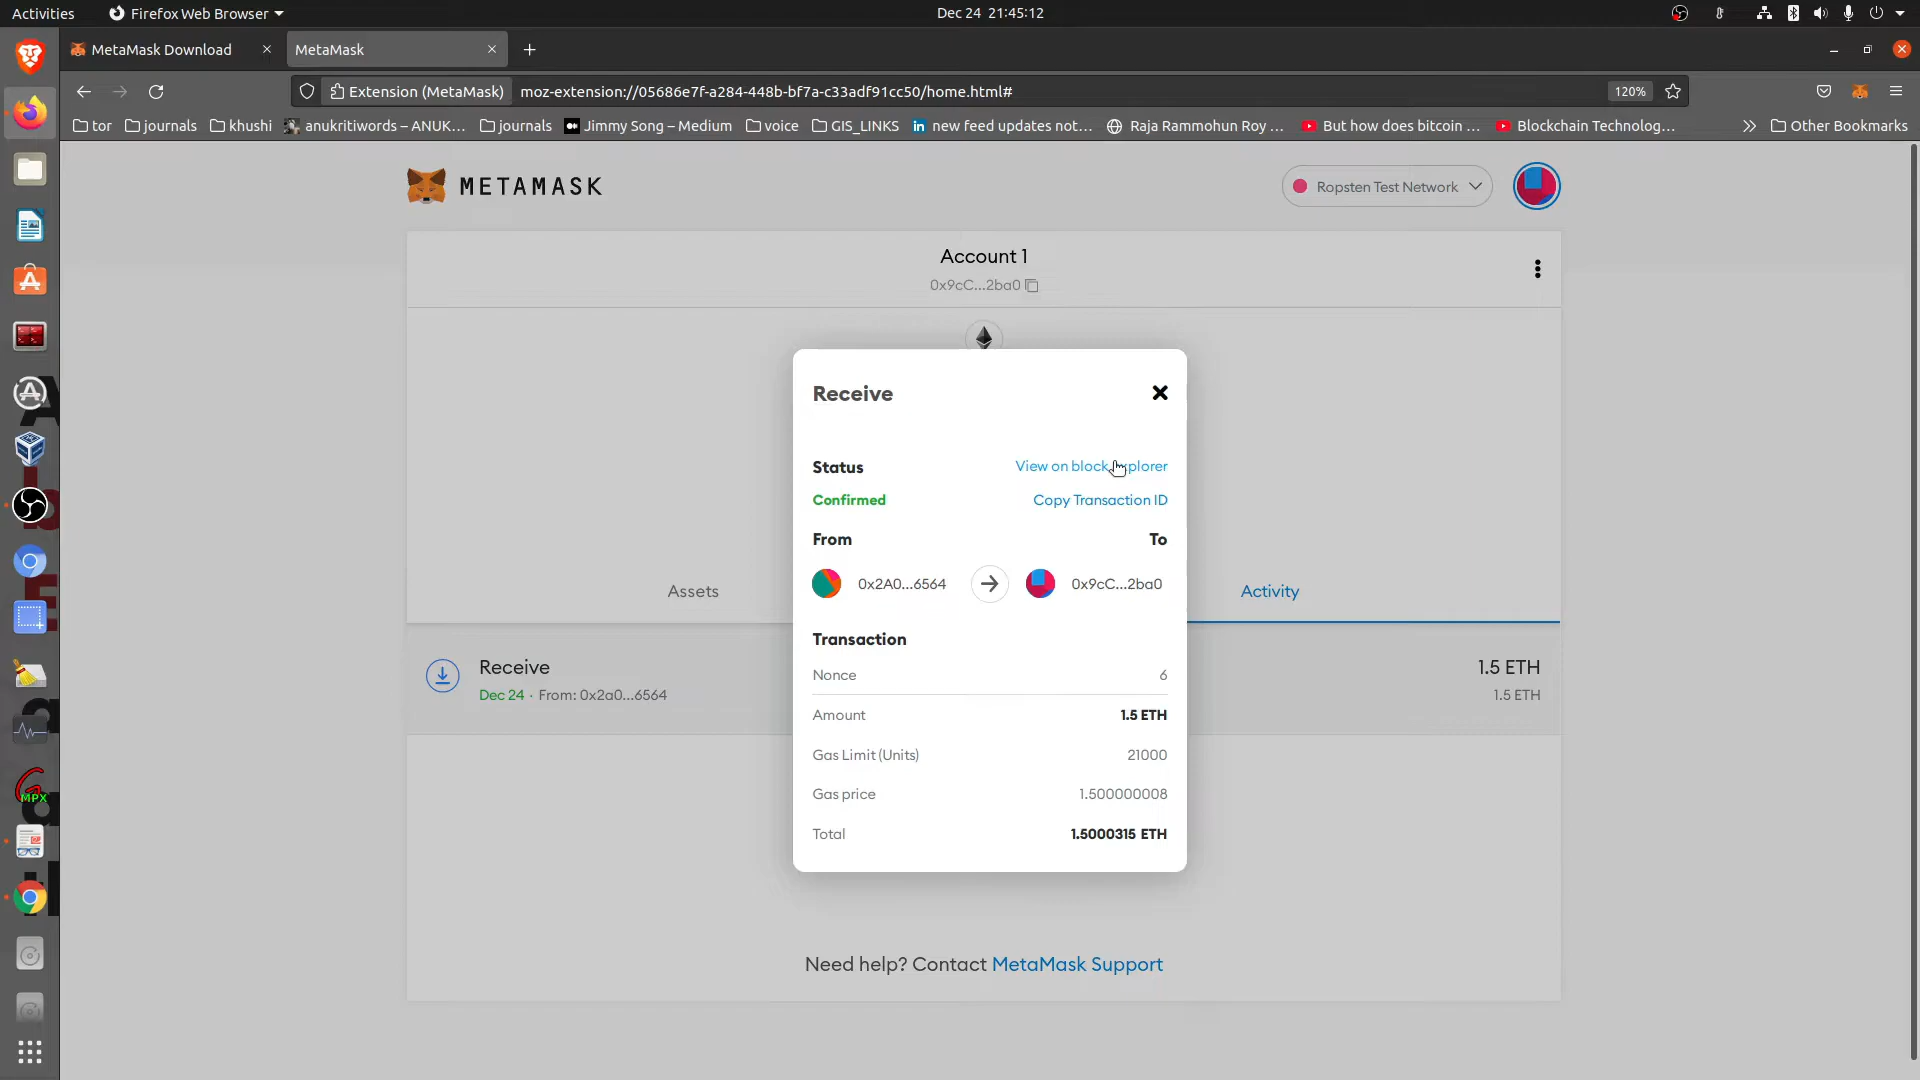 Activities
Firefox Web Browser
Dec 24 21:45:12
MetaMask Download
MetaMask
Extension (MetaMask)
moz-extension://05686e7f-a284-448b-bf7a-c33adf91cc50/home.html#
120%
tor
journals
khushi
anukritiwords – ANUK...
journals
Jimmy Song – Medium
voice
GIS_LINKS
new feed updates not...
Raja Rammohun Roy ...
But how does bitcoin ...
Blockchain Technolog...
Other Bookmarks
METAMASK
Ropsten Test Network
Account 1
0x9cC...2ba0
Receive
Status
View on block explorer
Confirmed
Copy Transaction ID
From
To
0x2A0...6564
0x9cC...2ba0
Assets
Activity
Transaction
Nonce
6
Amount
1.5 ETH
Gas Limit (Units)
21000
Gas price
1.500000008
Total
1.5000315 ETH
Receive
Dec 24 · From: 0x2a0...6564
1.5 ETH
1.5 ETH
MPX
Need help? Contact MetaMask Support